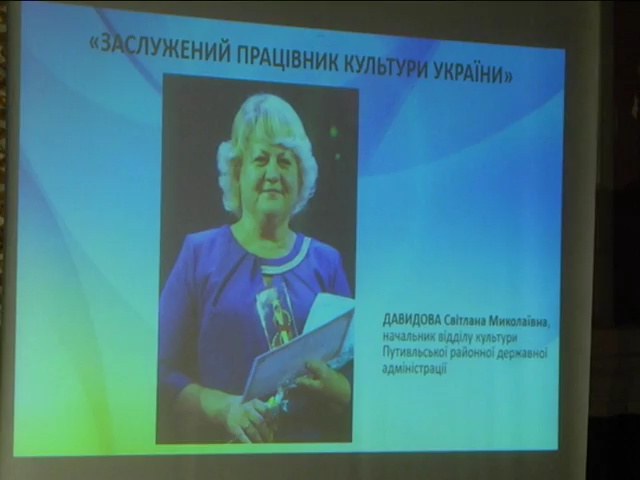 «ЗАСЛУЖЕНИЙ ПРАЦІВНИК КУЛЬТУРИ УКРАЇНИ»
ДАВИДОВА Світлана Миколаївна,
начальник відділу культури
Путивльської районної державної
адміністрації